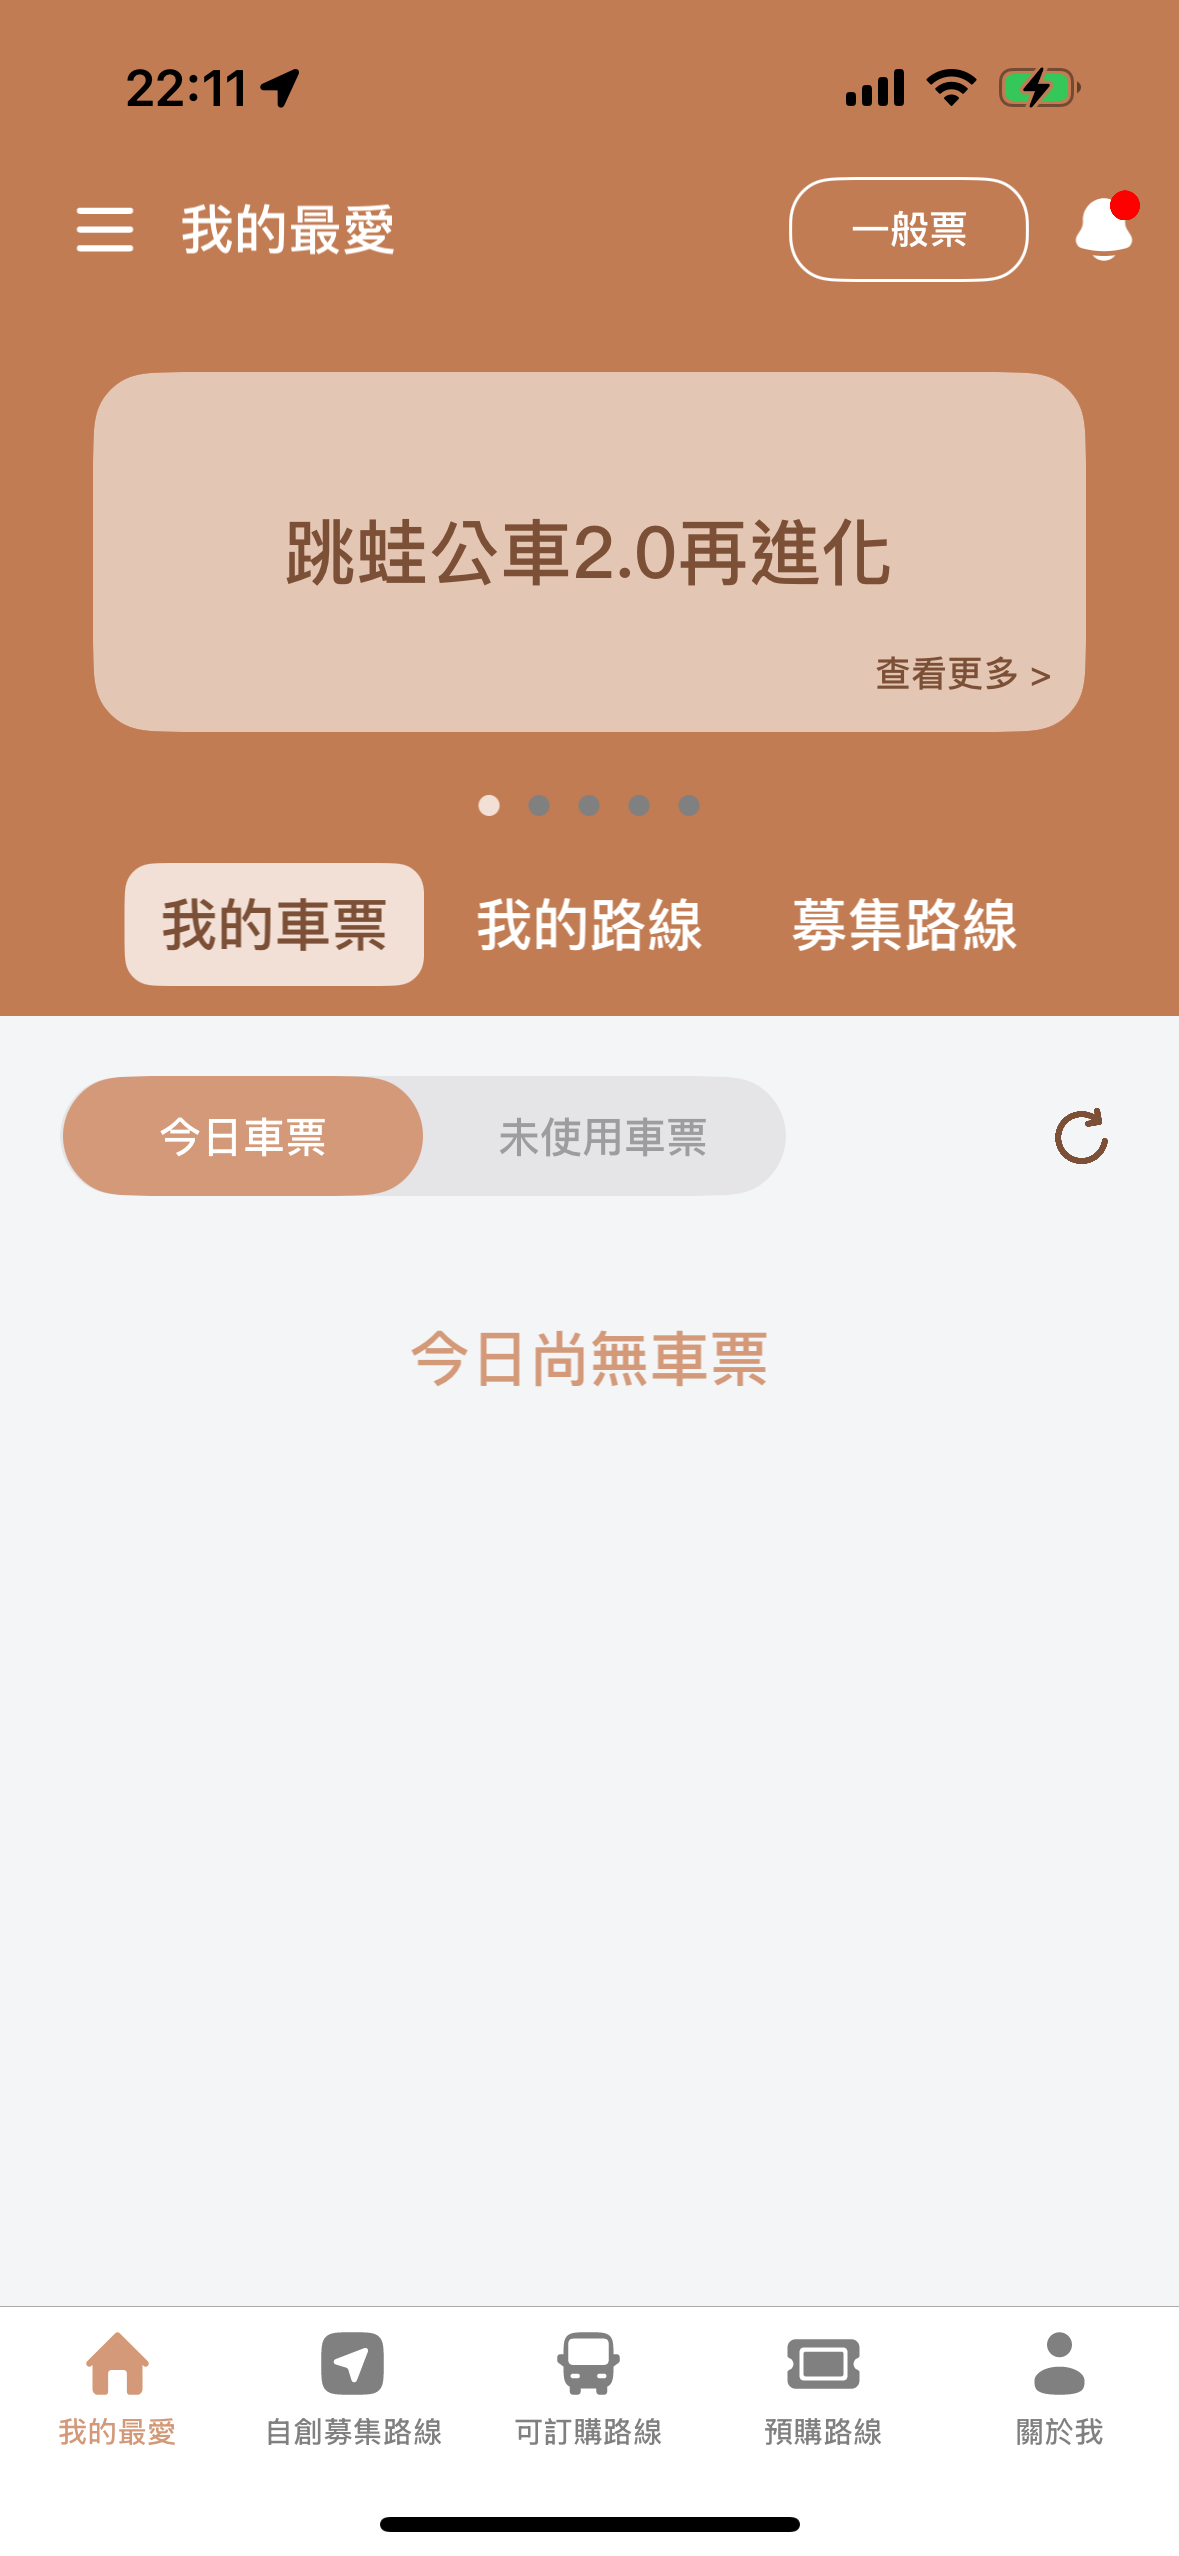 22:11
我的最愛
一般票
跳蛙公車2.0再進化
查看更多 >
我的車票 我的路線 募集路線
今日車票 未使用車票
今日尚無車票
我的最愛 自創募集路線 可訂購路線 預購路線 關於我